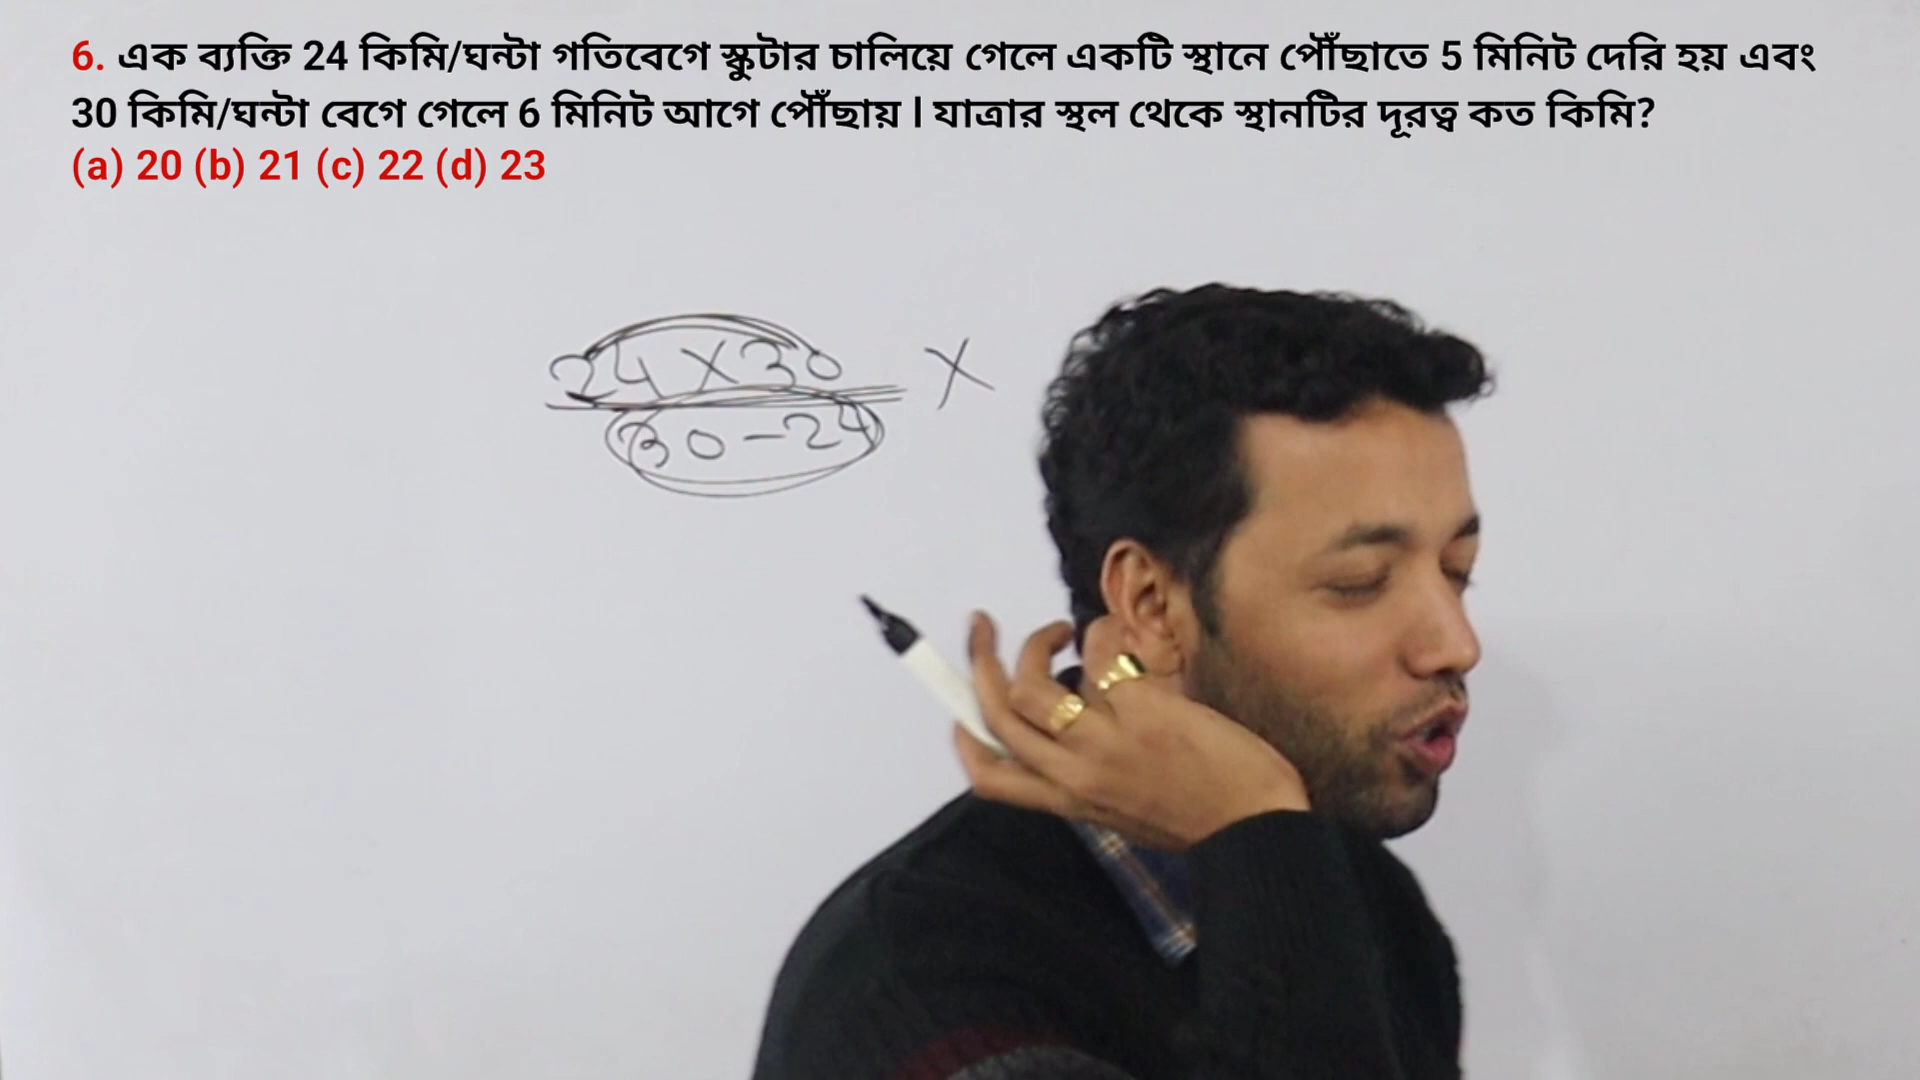 6. এক ব্যক্তি 24 কিমি/ঘন্টা গতিবেগে স্কুটার চালিয়ে গেলে একটি স্থানে পৌঁছাতে 5 মিনিট দেরি হয় এবং
30 কিমি/ঘন্টা বেগে গেলে 6 মিনিট আগে পৌঁছায় l যাত্রার স্থল থেকে স্থানটির দূরত্ব কত কিমি?
(a) 20 (b) 21 (c) 22 (d) 23
24 X 30 X
30 - 24